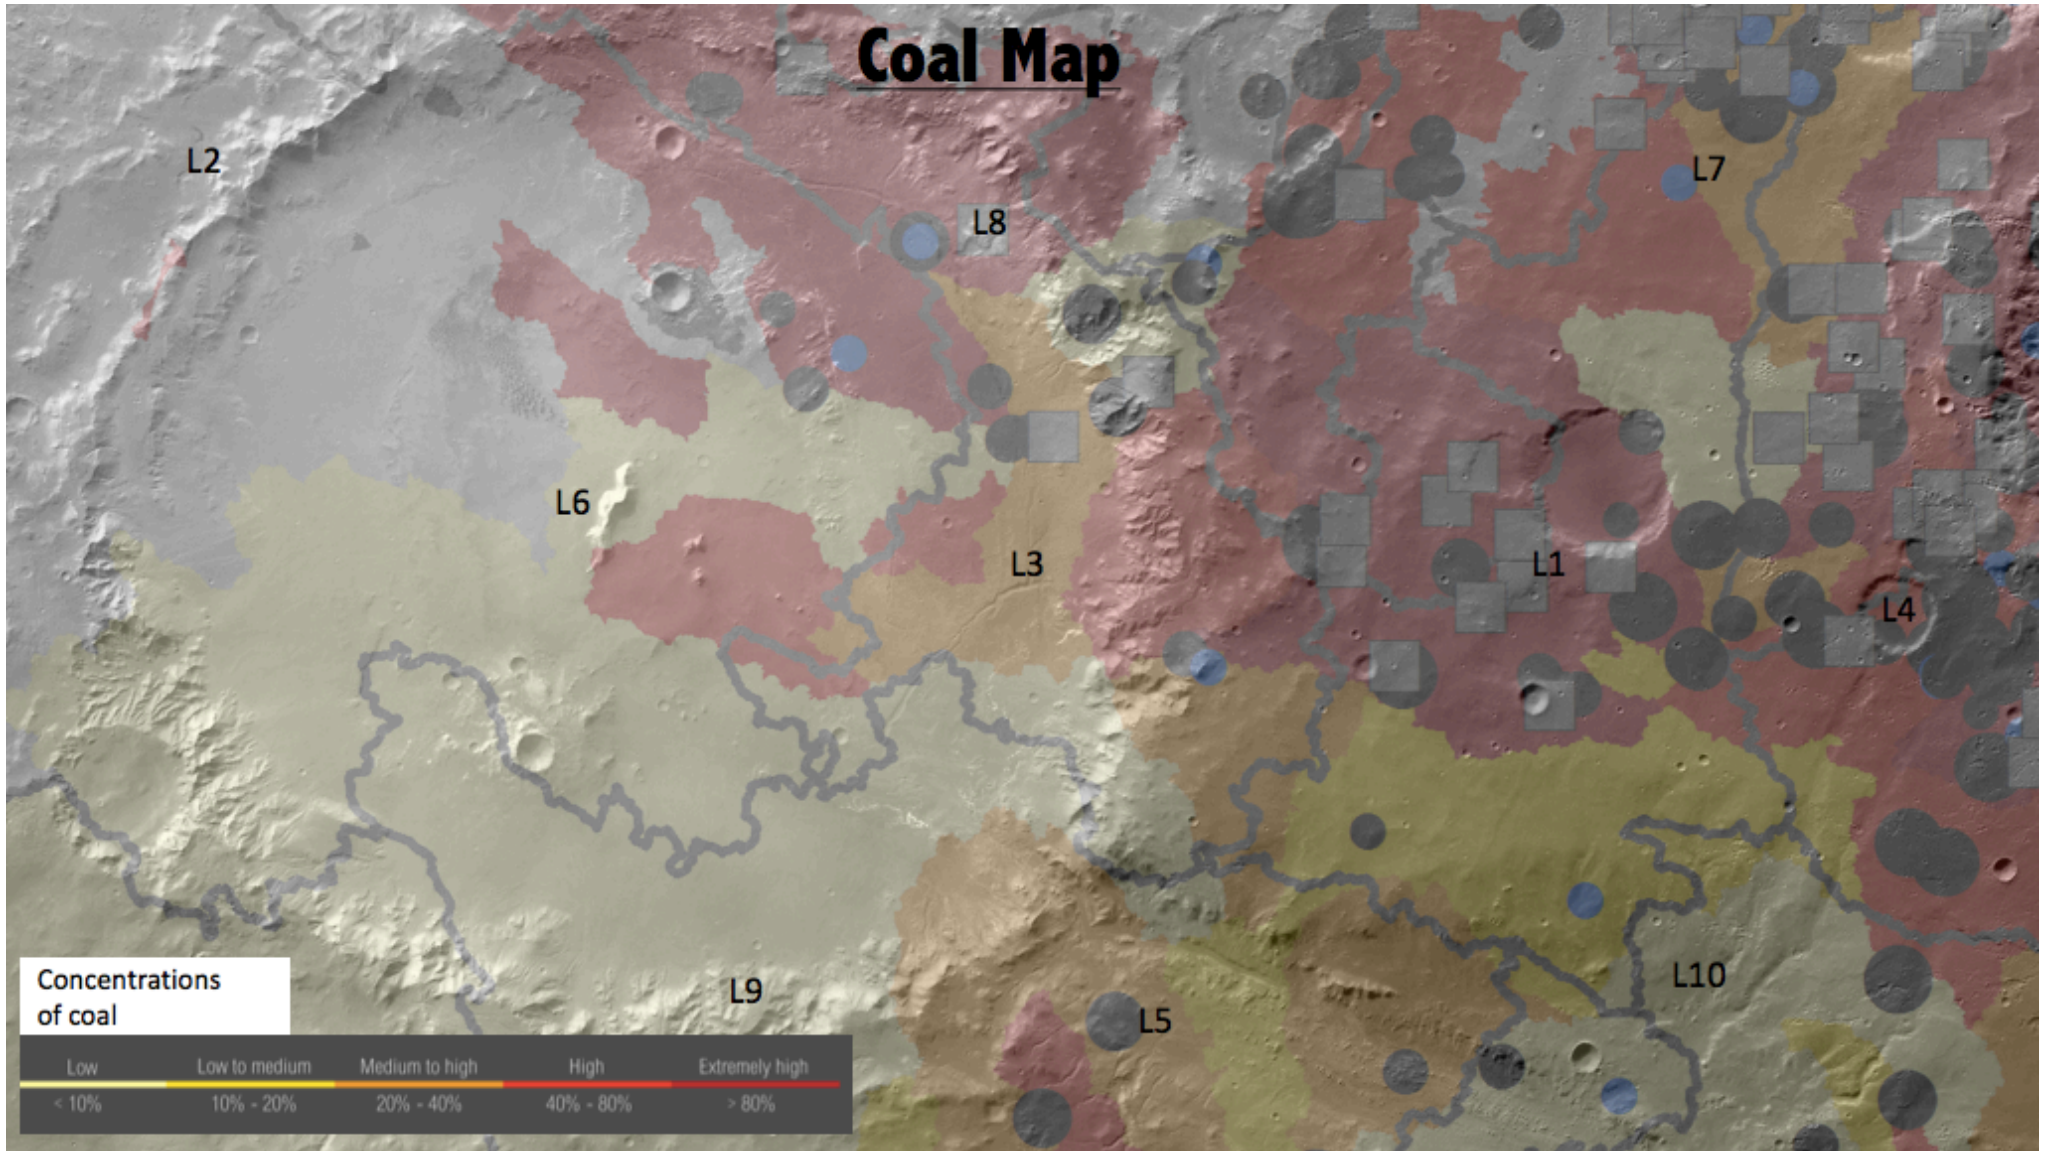 Coal Map
L2
L7
L8
L6
L3
L1
L4
L9
L10
L5
Concentrations
of coal
Low Low to medium Medium to high High Extremely high
< 10% 10% - 20% 20% - 40% 40% - 80% > 80%